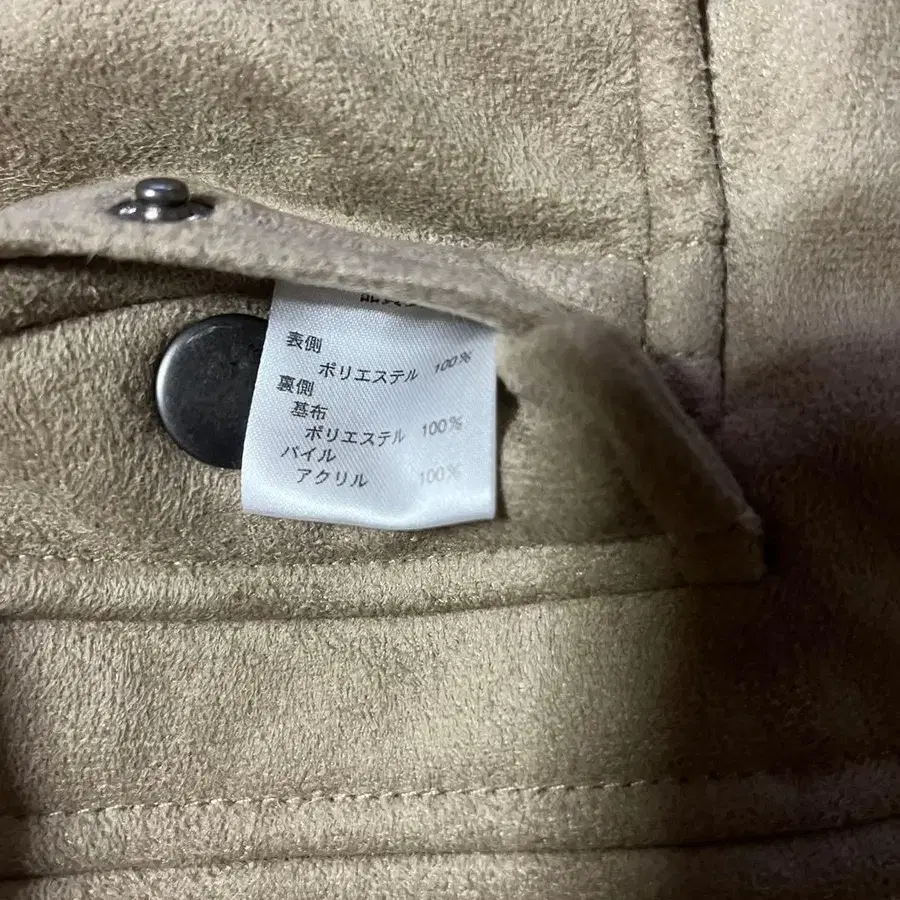 表側
ポリエステル 100%
裏側
基布
ポリエステル 100%
パイル
アクリル 100%